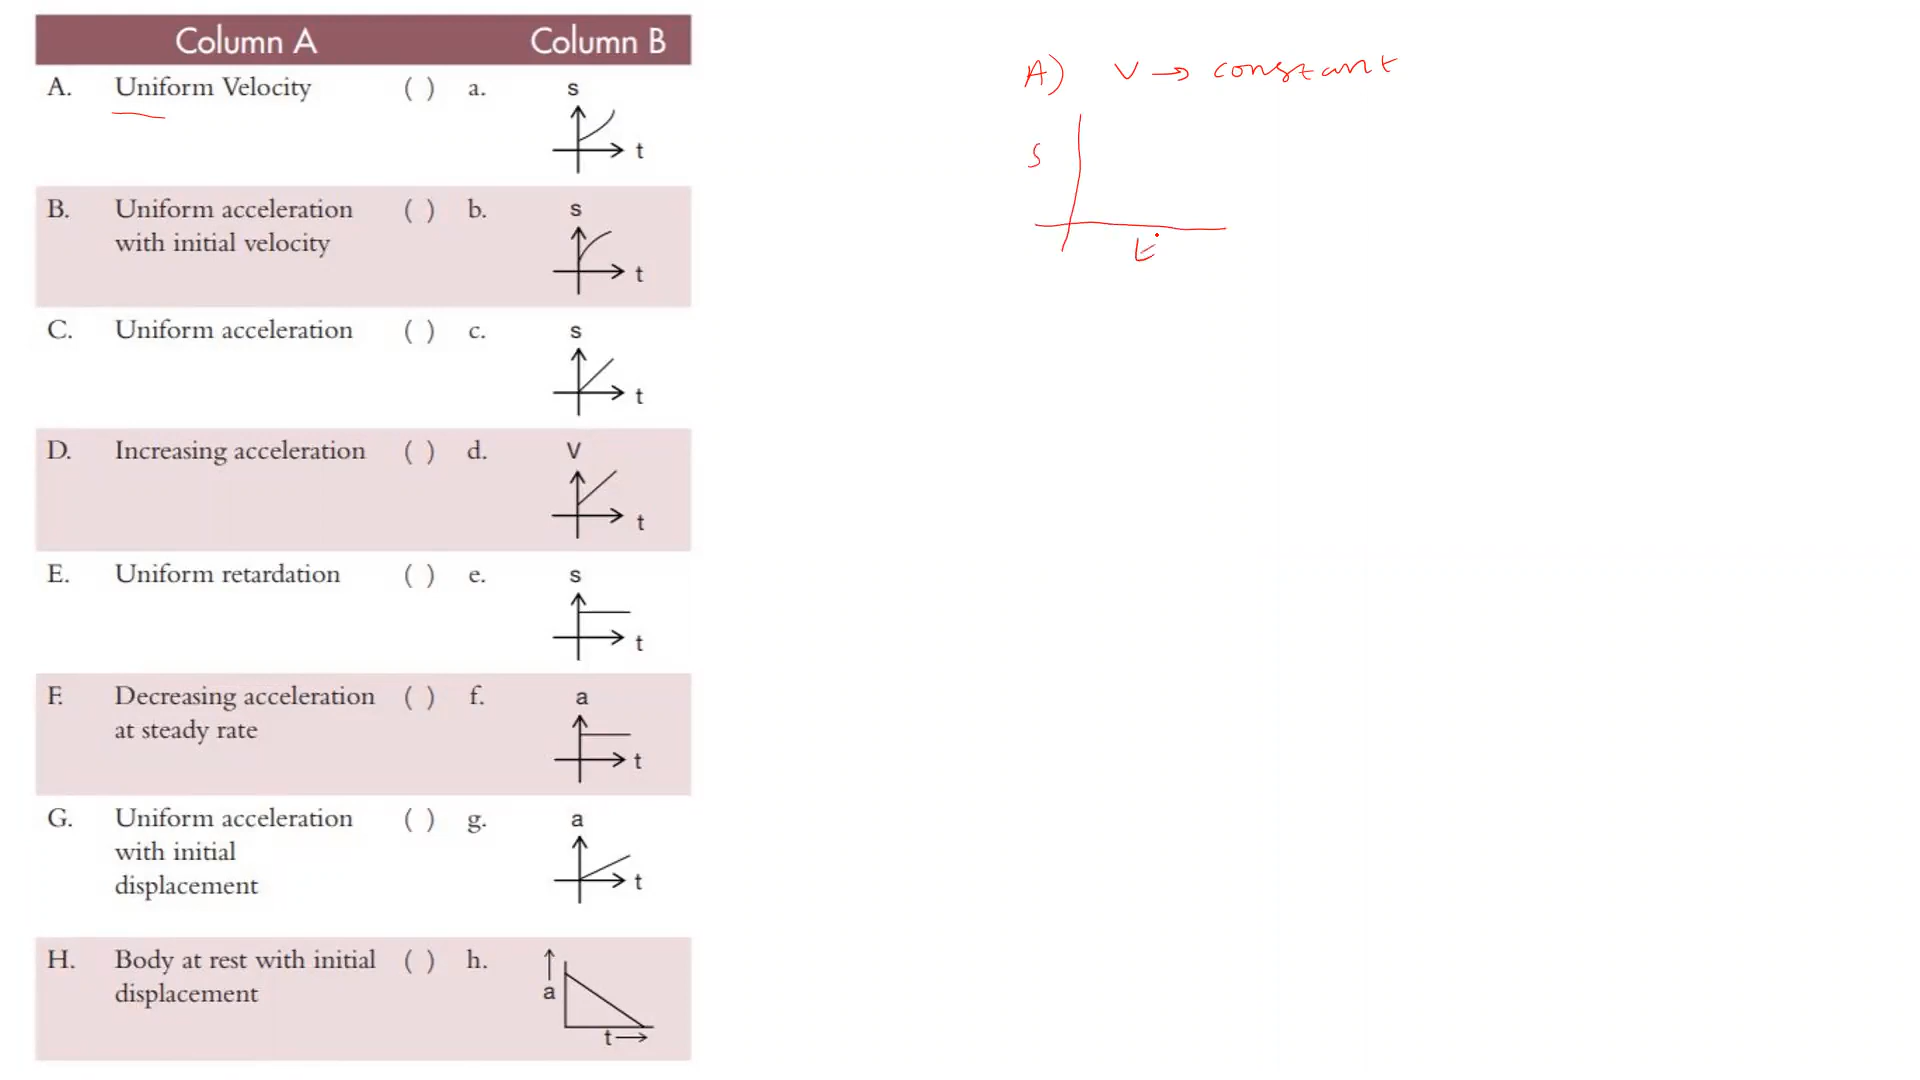 Column A Column B
A. Uniform Velocity ( ) a. s
t
B. Uniform acceleration ( ) b. s
with initial velocity
t
C. Uniform acceleration ( ) c. s
t
D. Increasing acceleration ( ) d. V
t
E. Uniform retardation ( ) e. s
t
F. Decreasing acceleration ( ) f. a
at steady rate
t
G. Uniform acceleration ( ) g. a
with initial
t
displacement
H. Body at rest with initial ( ) h.
displacement a
t
A) V → constant
S
t